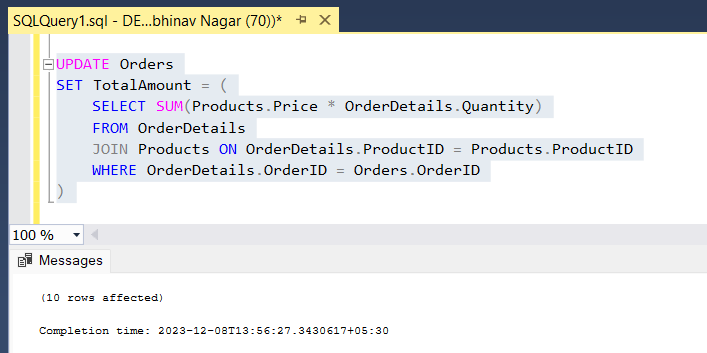 SQLQuery1.sql - DE...bhinav Nagar (70))*
UPDATE Orders
SET TotalAmount = (
SELECT SUM(Products.Price * OrderDetails.Quantity)
FROM OrderDetails
JOIN Products ON OrderDetails.ProductID = Products.ProductID
WHERE OrderDetails.OrderID = Orders.OrderID
)
100 %
Messages
(10 rows affected)
Completion time: 2023-12-08T13:56:27.3430617+05:30